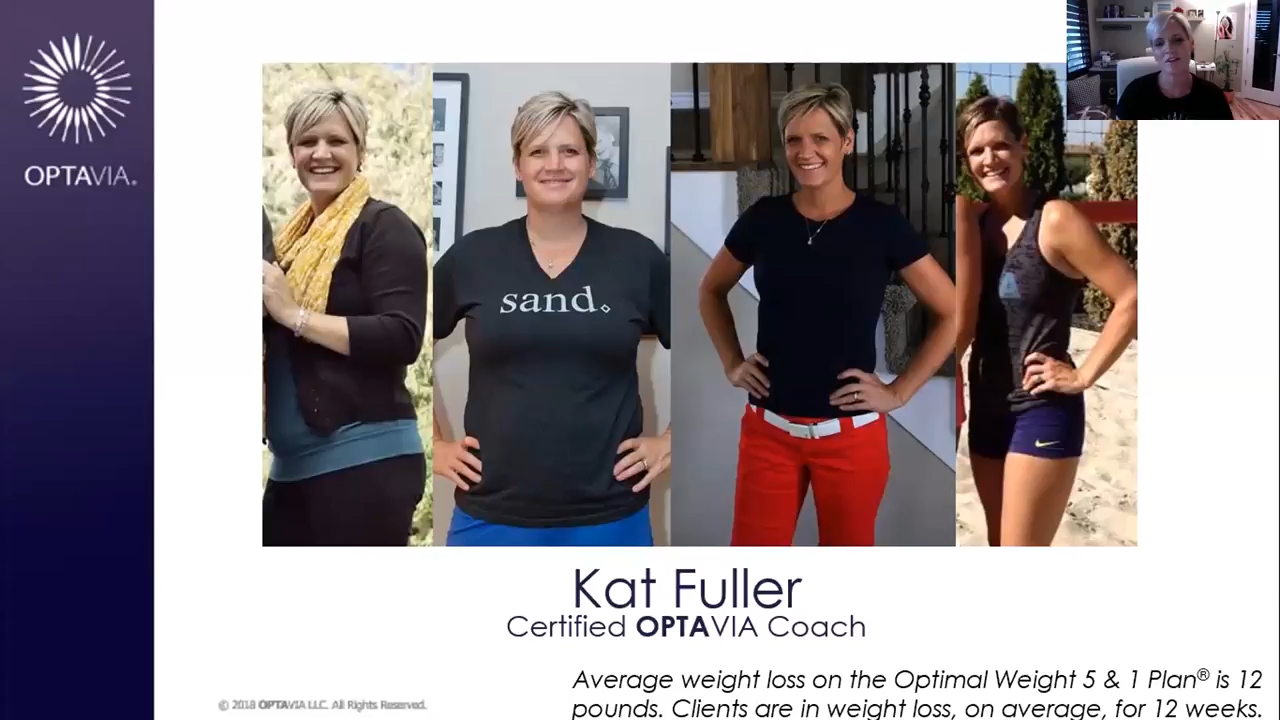 OPTAVIA.
sand.
Kat Fuller
Certified OPTAVIA Coach
Average weight loss on the Optimal Weight 5 & 1 Plan® is 12
pounds. Clients are in weight loss, on average, for 12 weeks.
© 2018 OPTAVIA LLC. All Rights Reserved.